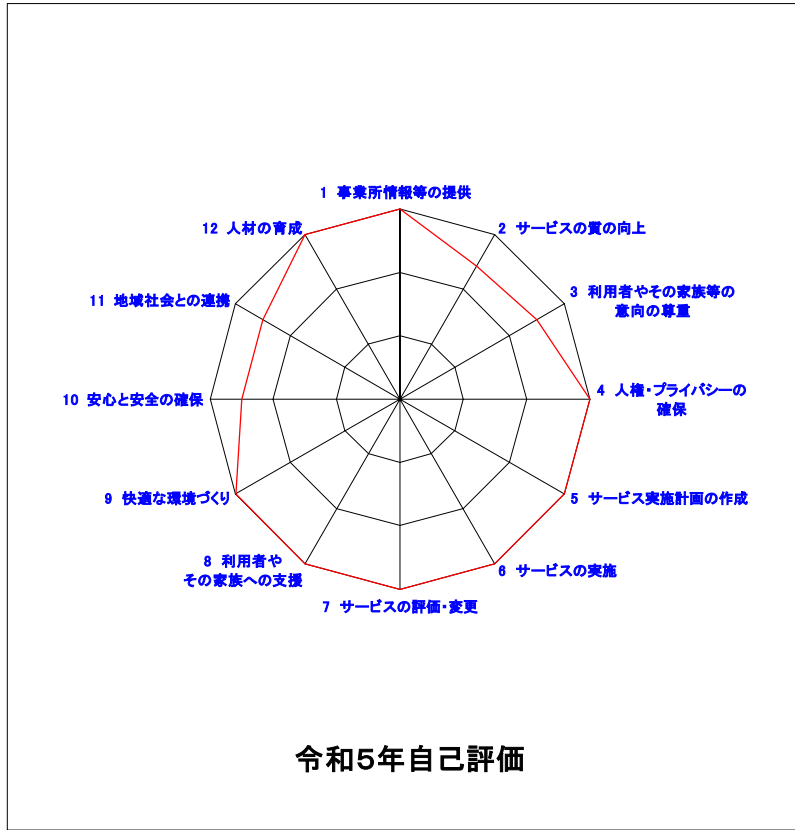 1 事業所情報等の提供
2 サービスの質の向上
3 利用者やその家族等の
意向の尊重
4 人権・プライバシーの
確保
5 サービス実施計画の作成
6 サービスの実施
7 サービスの評価・変更
8 利用者や
その家族への支援
9 快適な環境づくり
10 安心と安全の確保
11 地域社会との連携
12 人材の育成
令和5年自己評価